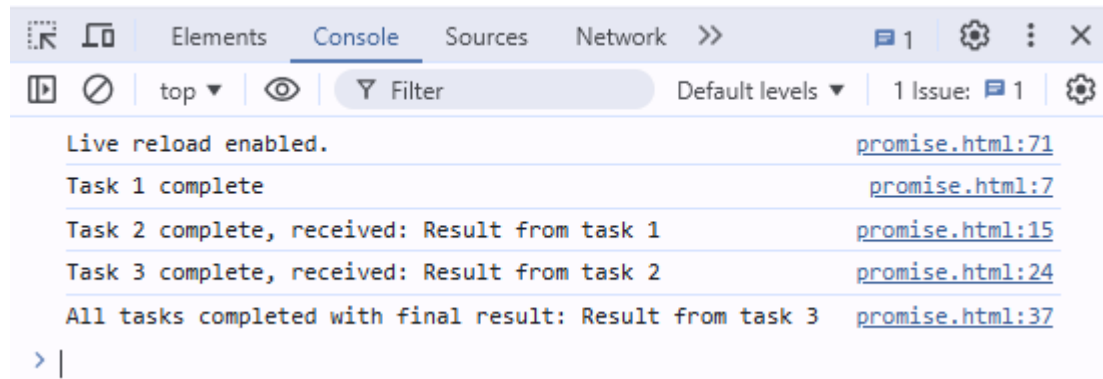 Elements Console Sources Network >> 1
top ▼ Filter Default levels ▼ 1 Issue: 1
Live reload enabled. promise.html:71
Task 1 complete promise.html:7
Task 2 complete, received: Result from task 1 promise.html:15
Task 3 complete, received: Result from task 2 promise.html:24
All tasks completed with final result: Result from task 3 promise.html:37
>